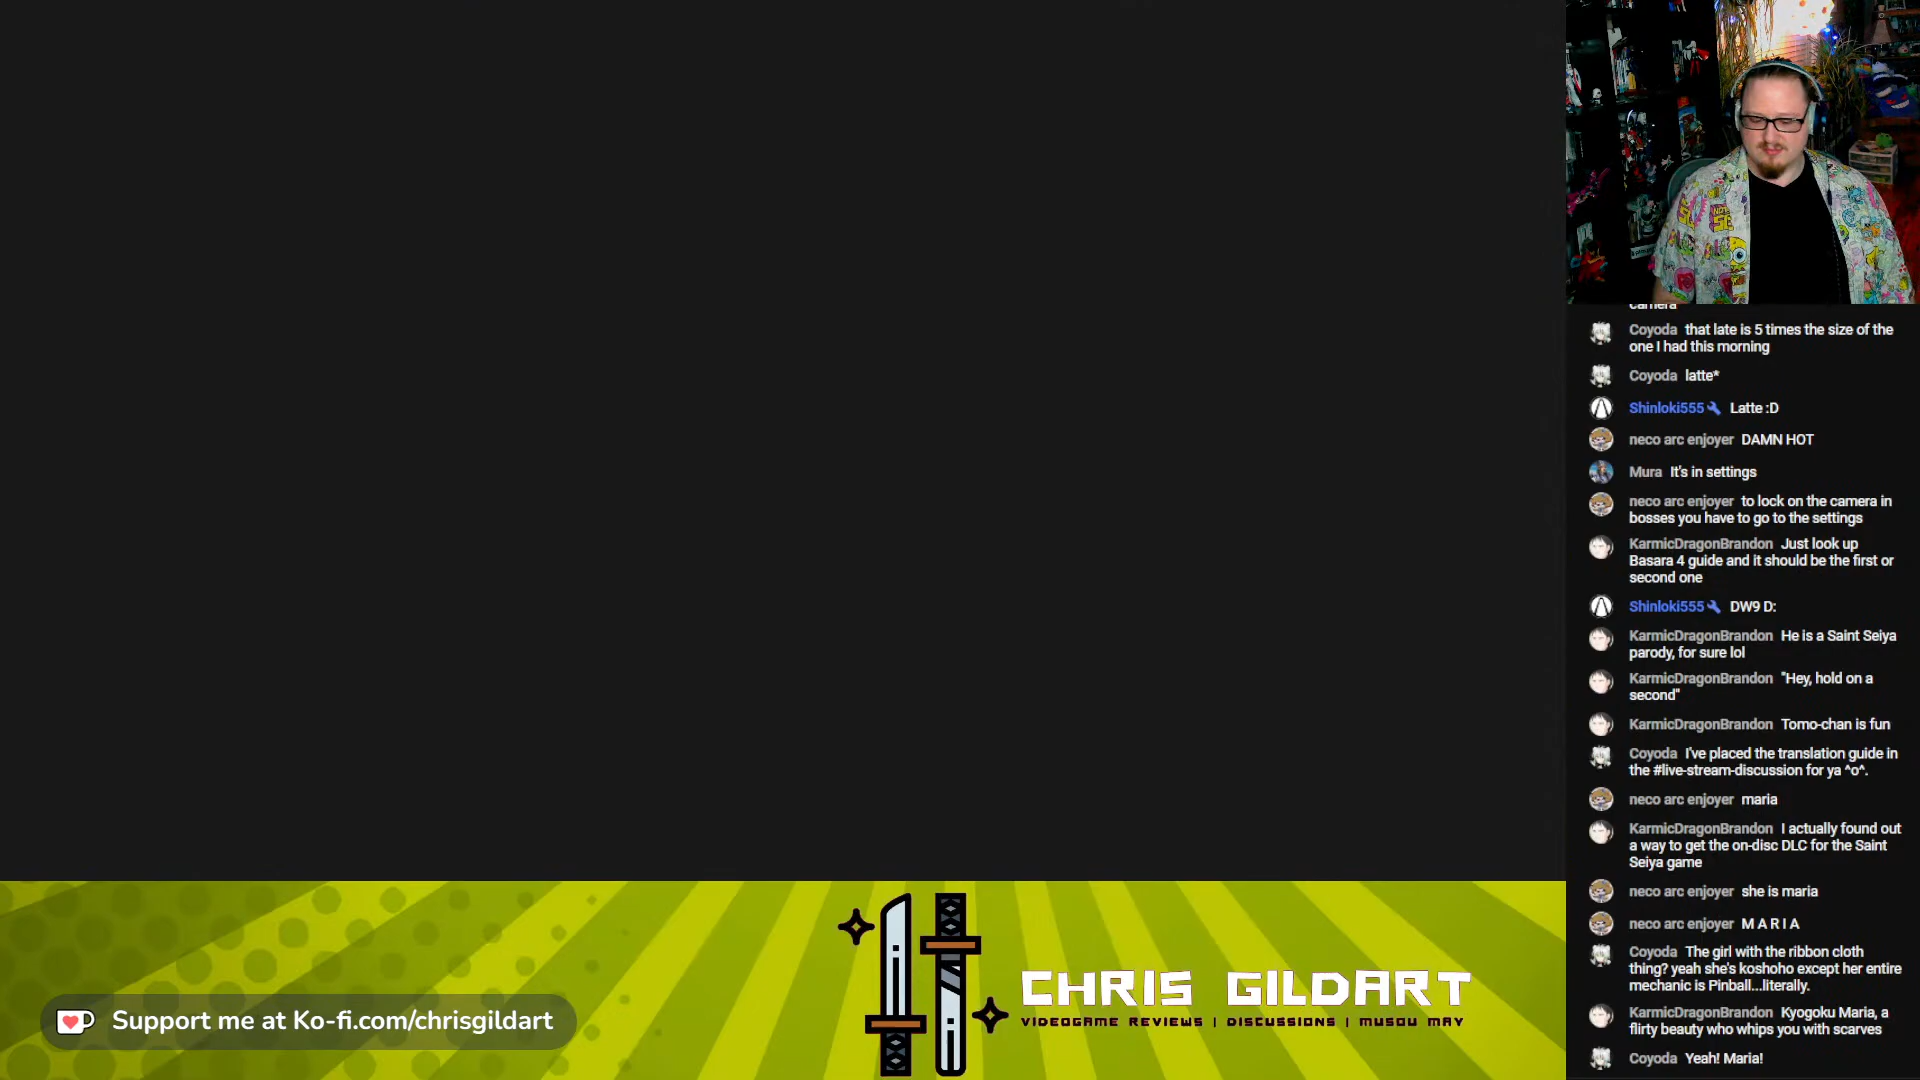 camera
Coyoda that late is 5 times the size of the
one I had this morning
Coyoda latte*
Shinloki555 Latte :D
neco arc enjoyer DAMN HOT
Mura It's in settings
neco arc enjoyer to lock on the camera in
bosses you have to go to the settings
KarmicDragonBrandon Just look up
Basara 4 guide and it should be the first or
second one
Shinloki555 DW9 D:
KarmicDragonBrandon He is a Saint Seiya
parody, for sure lol
KarmicDragonBrandon "Hey, hold on a
second"
KarmicDragonBrandon Tomo-chan is fun
Coyoda I've placed the translation guide in
the #live-stream-discussion for ya ^o^.
neco arc enjoyer maria
KarmicDragonBrandon I actually found out
a way to get the on-disc DLC for the Saint
Seiya game
neco arc enjoyer she is maria
neco arc enjoyer M A R I A
Coyoda The girl with the ribbon cloth
thing? yeah she's koshoho except her entire
mechanic is Pinball...literally.
KarmicDragonBrandon Kyogoku Maria, a
flirty beauty who whips you with scarves
Coyoda Yeah! Maria!
CHRIS GILDART
VIDEOGAME REVIEWS | DISCUSSIONS | MUSOU MAY
Support me at Ko-fi.com/chrisgildart